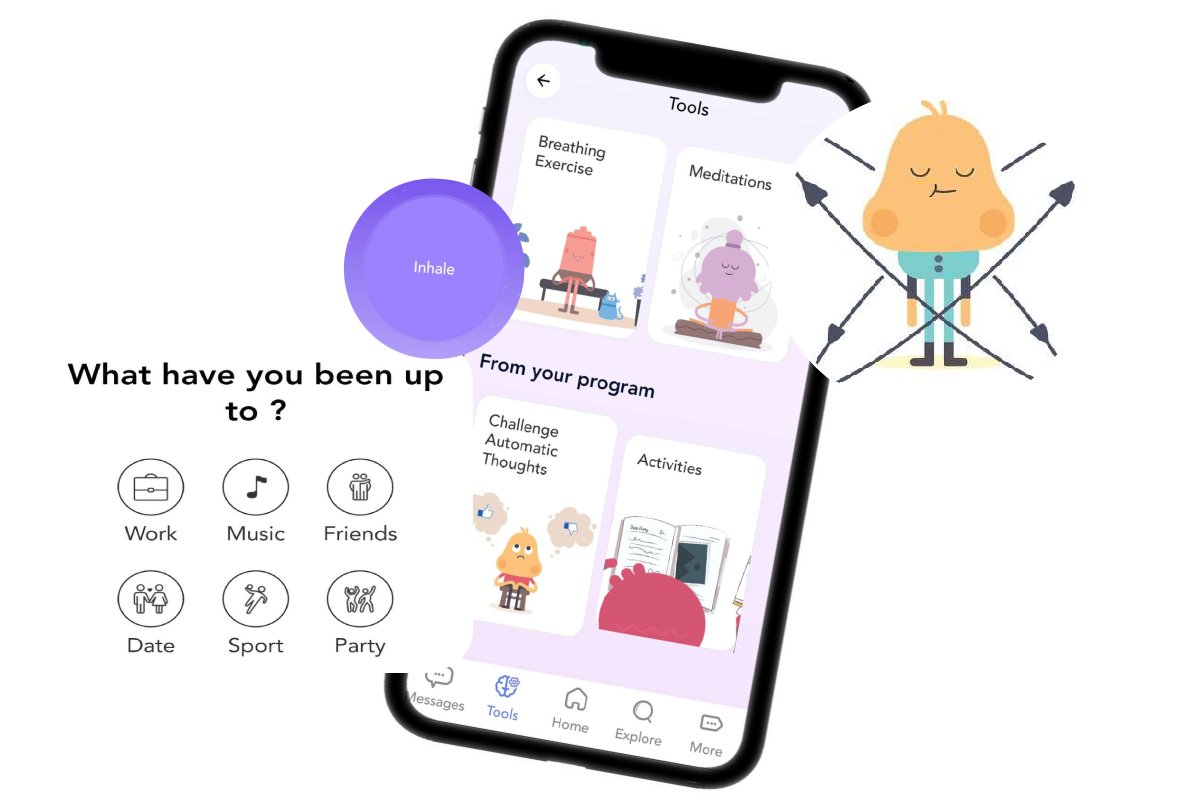 Tools
Breathing
Exercise
Meditations
Inhale
From your program
What have you been up
to ?
Challenge
Automatic
Thoughts
Activities
Work
Music
Friends
Date
Sport
Party
Messages
Tools
Home
Explore
More